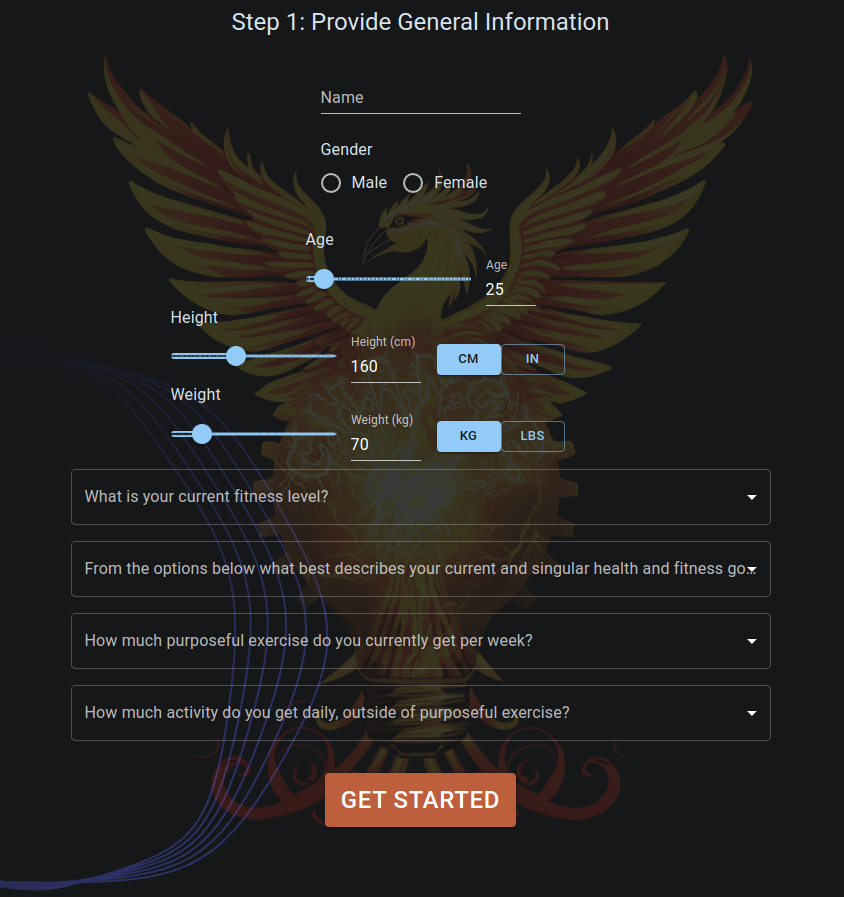 Step 1: Provide General Information
Name
Gender
Male Female
Age
Age
25
Height
Height (cm)
160
CM IN
Weight
Weight (kg)
70
KG LBS
What is your current fitness level?
From the options below what best describes your current and singular health and fitness go...
How much purposeful exercise do you currently get per week?
How much activity do you get daily, outside of purposeful exercise?
GET STARTED